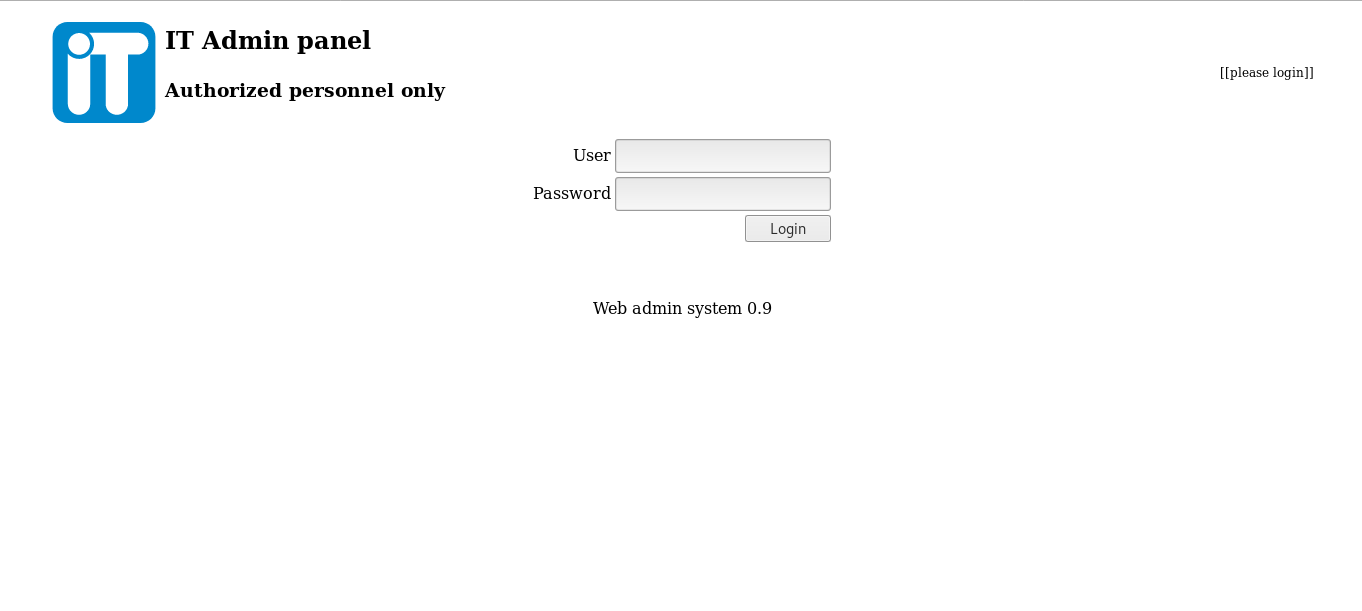 iT
IT Admin panel
Authorized personnel only
[[please login]]
User
Password
Login
Web admin system 0.9